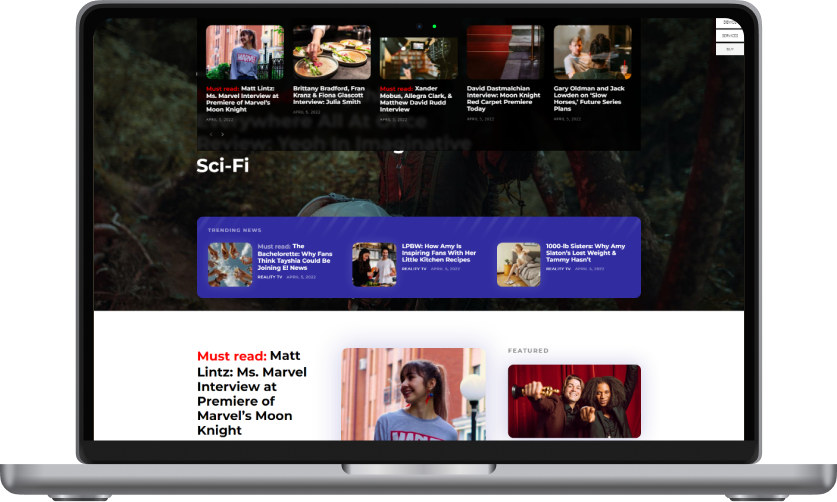 DEVICE
SERVICES
BUY
Must read: Matt Lintz:
Ms. Marvel Interview at
Premiere of Marvel's
Moon Knight
APRIL 5, 2022
Brittany Bradford, Fran
Kranz & Fiona Glascott
Interview: Julia Smith
APRIL 5, 2022
Must read: Xander
Mobus, Allegra Clark, &
Matthew David Rudd
Interview
APRIL 5, 2022
David Dastmalchian
Interview: Moon Knight
Red Carpet Premiere
Today
APRIL 5, 2022
Gary Oldman and Jack
Lowden on 'Slow
Horses,' Future Series
Plans
APRIL 5, 2022
Sci-Fi
TRENDING NEWS
Must read: The
Bachelorette: Why Fans
Think Tayshia Could Be
Joining E! News
REALITY TV APRIL 5, 2022
LPBW: How Amy Is
Inspiring Fans With Her
Little Kitchen Recipes
REALITY TV APRIL 4, 2022
1000-lb Sisters: Why Amy
Slaton's Lost Weight &
Tammy Hasn't
REALITY TV APRIL 4, 2022
Must read: Matt
Lintz: Ms. Marvel
Interview at
Premiere of
Marvel's Moon
Knight
FEATURED